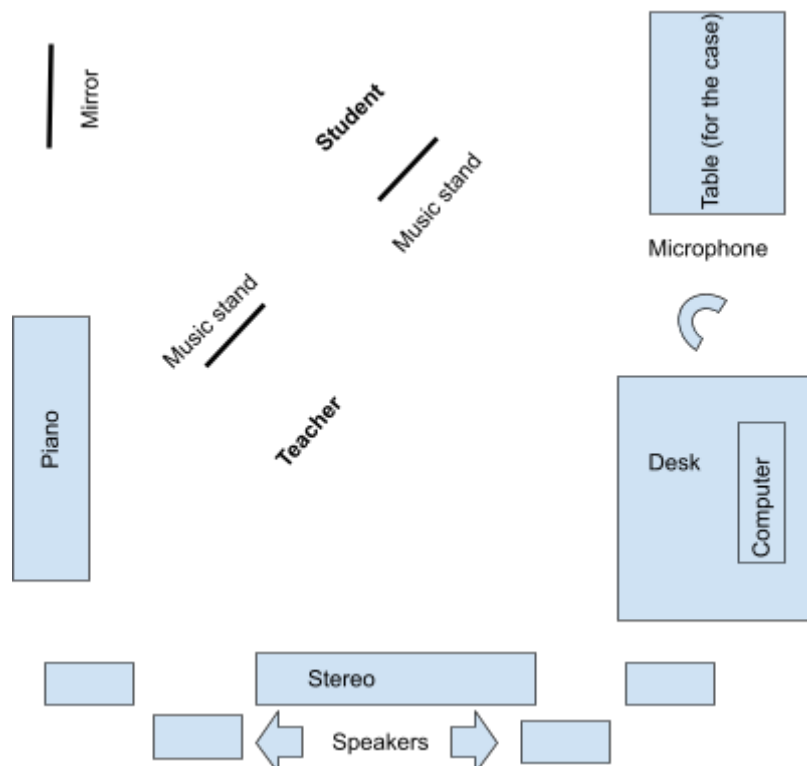 Mirror
Student
Table (for the case)
Music stand
Microphone
Music stand
Piano
Teacher
Desk
Computer
Stereo
Speakers